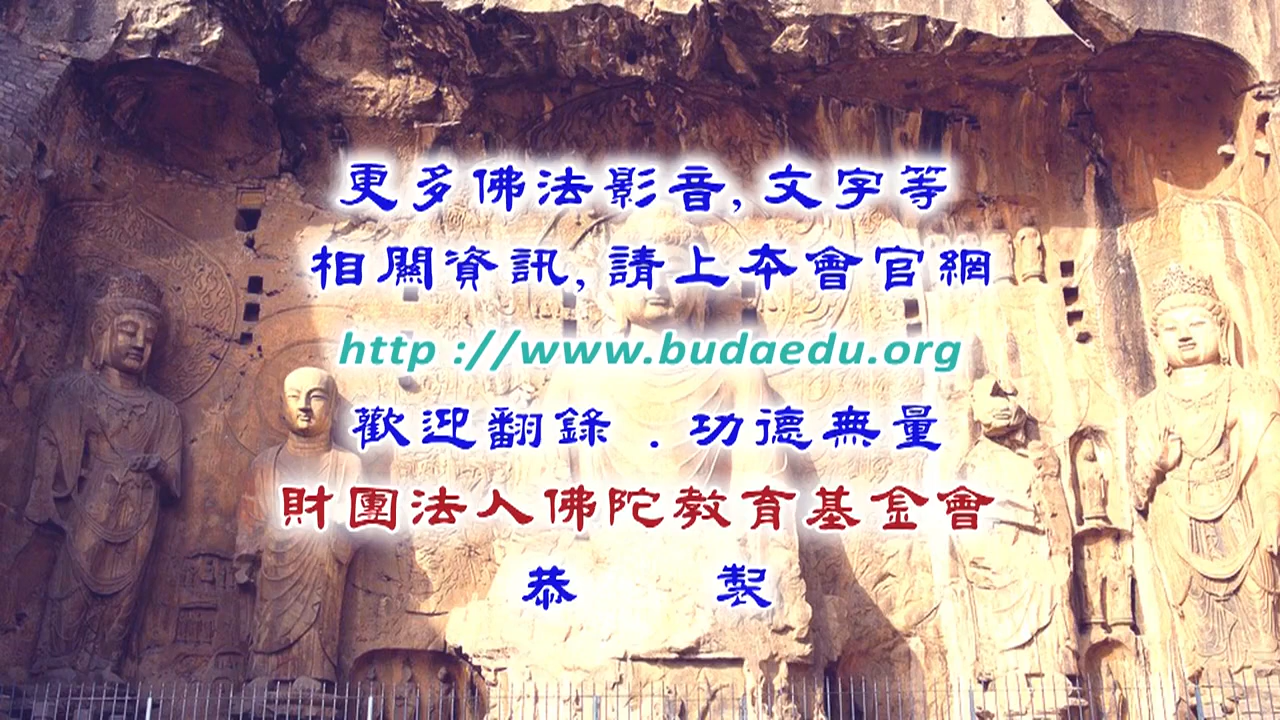 更多佛法影音,文字等
相關資訊,請上本會官網
http ://www.budaedu.org
歡迎翻錄 . 功德無量
財團法人佛陀教育基金會
恭 製